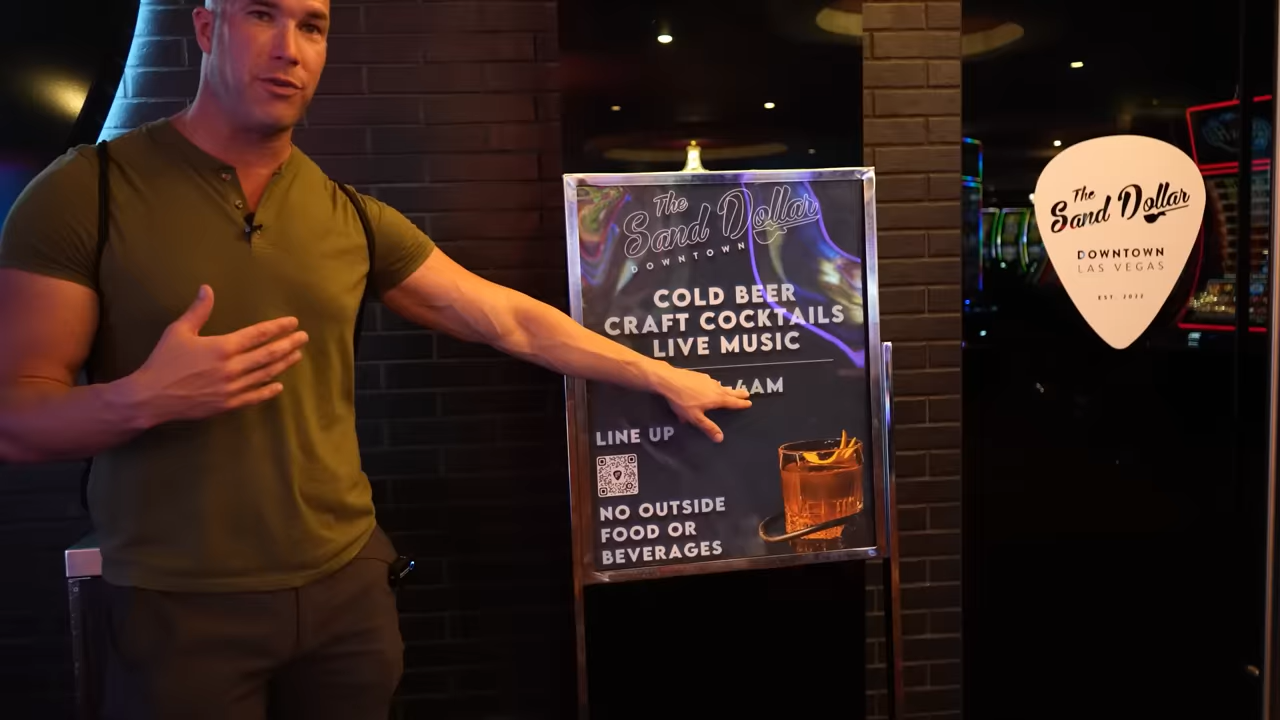 The
Sand Dollar
DOWNTOWN
COLD BEER
CRAFT COCKTAILS
LIVE MUSIC
-4AM
LINE UP
NO OUTSIDE
FOOD OR
BEVERAGES
The
Sand Dollar
DOWNTOWN
LAS VEGAS
EST. 2022